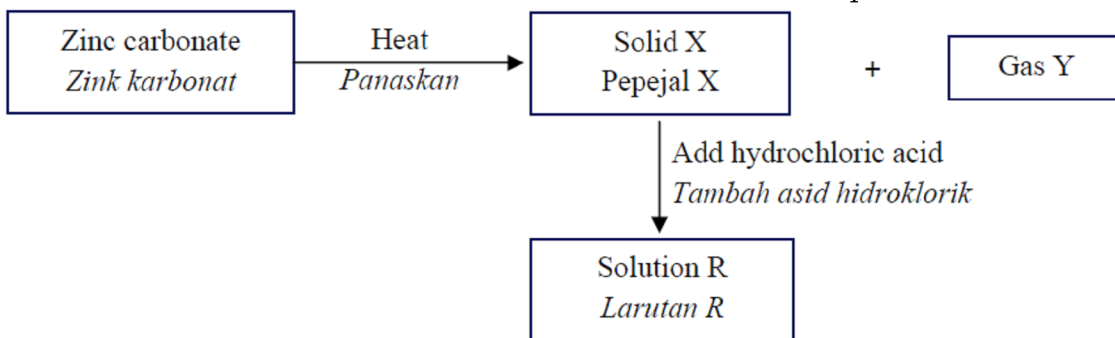 Zinc carbonate
Zink karbonat
Heat
Panaskan
Solid X
Pepejal X
+
Gas Y
Add hydrochloric acid
Tambah asid hidroklorik
Solution R
Larutan R